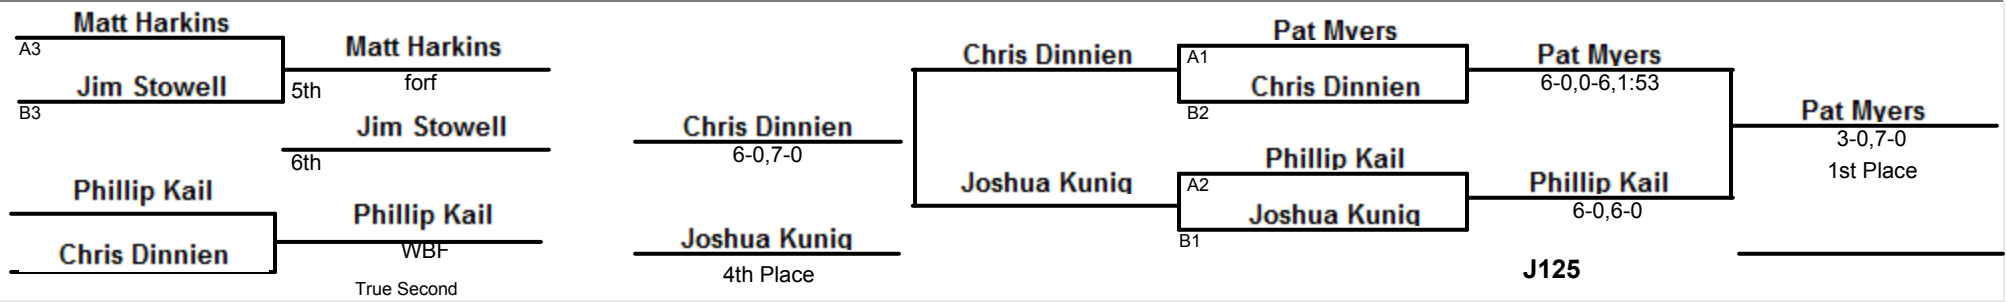 Matt Harkins
A3
Jim Stowell
B3
Matt Harkins
forf
5th
Jim Stowell
6th
Phillip Kail
Chris Dinnien
Phillip Kail
WBF
True Second
Chris Dinnien
6-0,7-0
Joshua Kunig
4th Place
Chris Dinnien
Joshua Kunig
Pat Myers
A1
Chris Dinnien
B2
Phillip Kail
A2
Joshua Kunig
B1
Pat Myers
6-0,0-6,1:53
Phillip Kail
6-0,6-0
J125
Pat Myers
3-0,7-0
1st Place